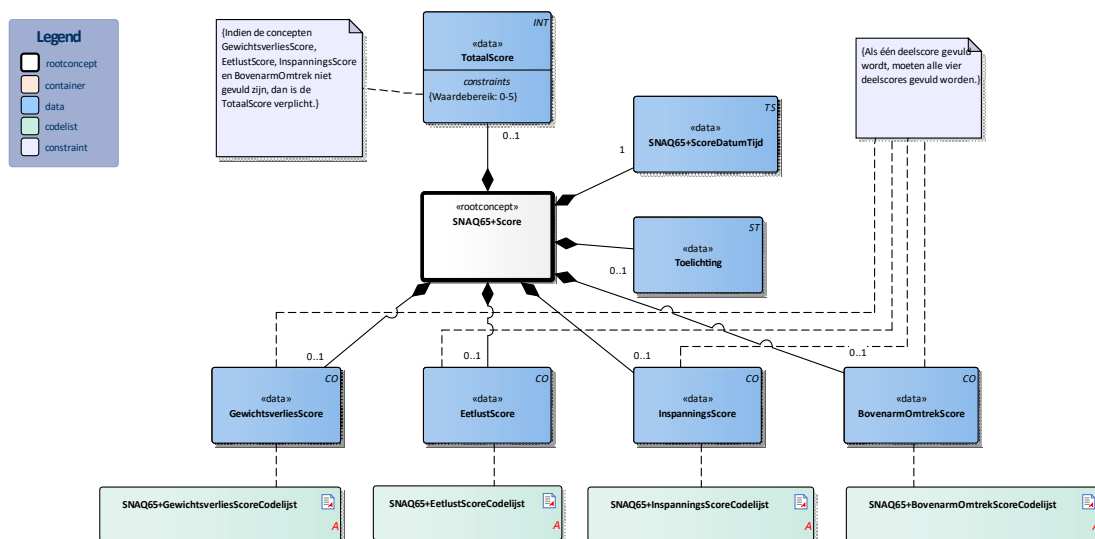 Legend
rootconcept
container
data
codelist
constraint
{Indien de concepten
GewichtsverliesScore,
EetlustScore, InspanningsScore
en BovenarmOmtrek niet
gevuld zijn, dan is de
TotaalScore verplicht.}
INT
«data»
TotaalScore
constraints
{Waardebereik: 0-5}
0..1
{Als één deelscore gevuld
wordt, moeten alle vier
deelscores gevuld worden.}
TS
«data»
SNAQ65+ScoreDatumTijd
1
«rootconcept»
SNAQ65+Score
ST
«data»
Toelichting
0..1
0..1
0..1
0..1
0..1
CO
«data»
GewichtsverliesScore
CO
«data»
EetlustScore
CO
«data»
InspanningsScore
CO
«data»
BovenarmOmtrekScore
SNAQ65+GewichtsverliesScoreCodelijst
A
SNAQ65+EetlustScoreCodelijst
A
SNAQ65+InspanningsScoreCodelijst
A
SNAQ65+BovenarmOmtrekScoreCodelijst
A